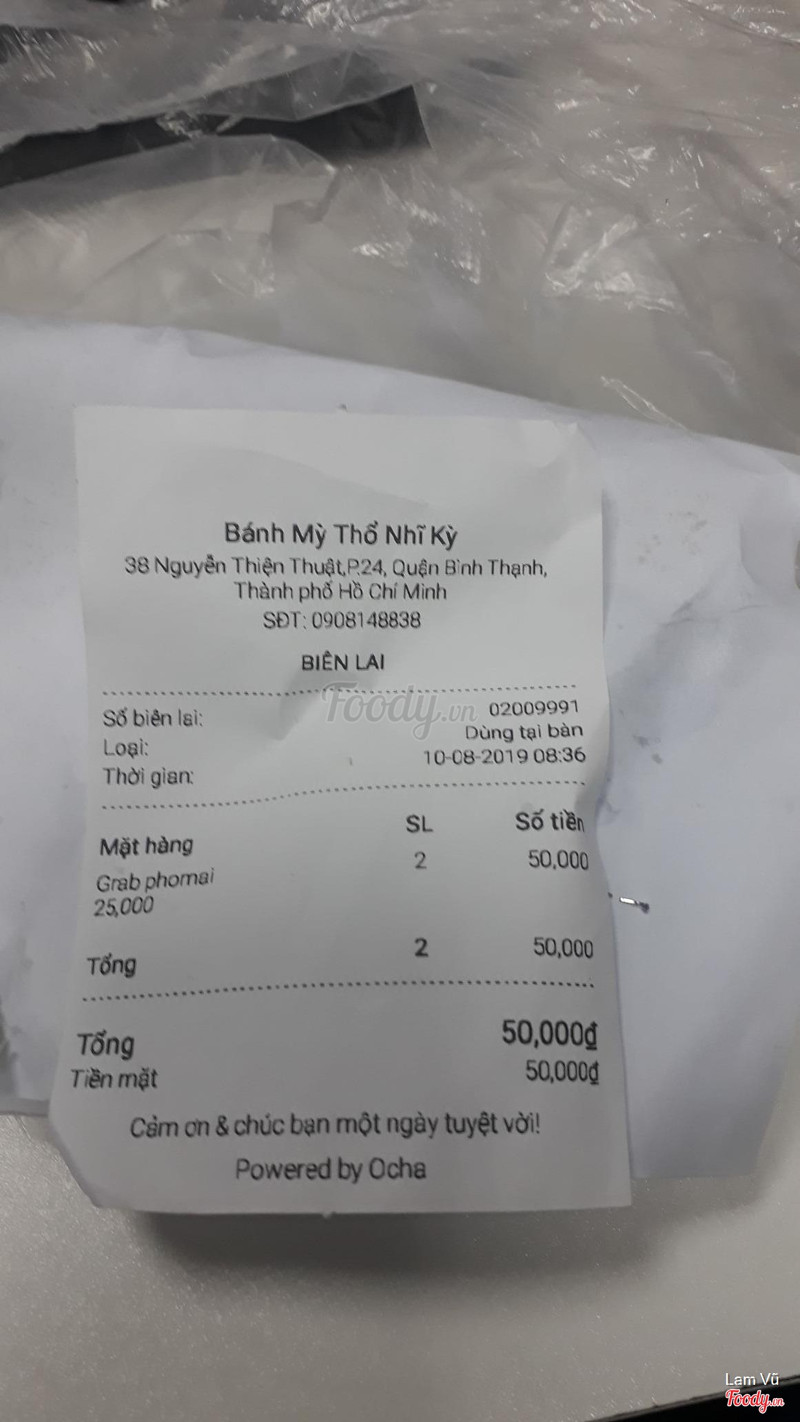 Bánh Mỳ Thổ Nhĩ Kỳ
38 Nguyễn Thiện Thuật,P.24, Quận Bình Thạnh,
Thành phố Hồ Chí Minh
SĐT: 0908148838
BIÊN LAI
Foody.vn
Số biên lai: 02009991
Loại: Dùng tại bàn
Thời gian: 10-08-2019 08:36
Mặt hàng SL Số tiền
Grab phomai 2 50,000
25,000
Tổng 2 50,000
Tổng 50,000₫
Tiền mặt 50,000₫
Cảm ơn & chúc bạn một ngày tuyệt vời!
Powered by Ocha
Lam Vũ
Foody.vn